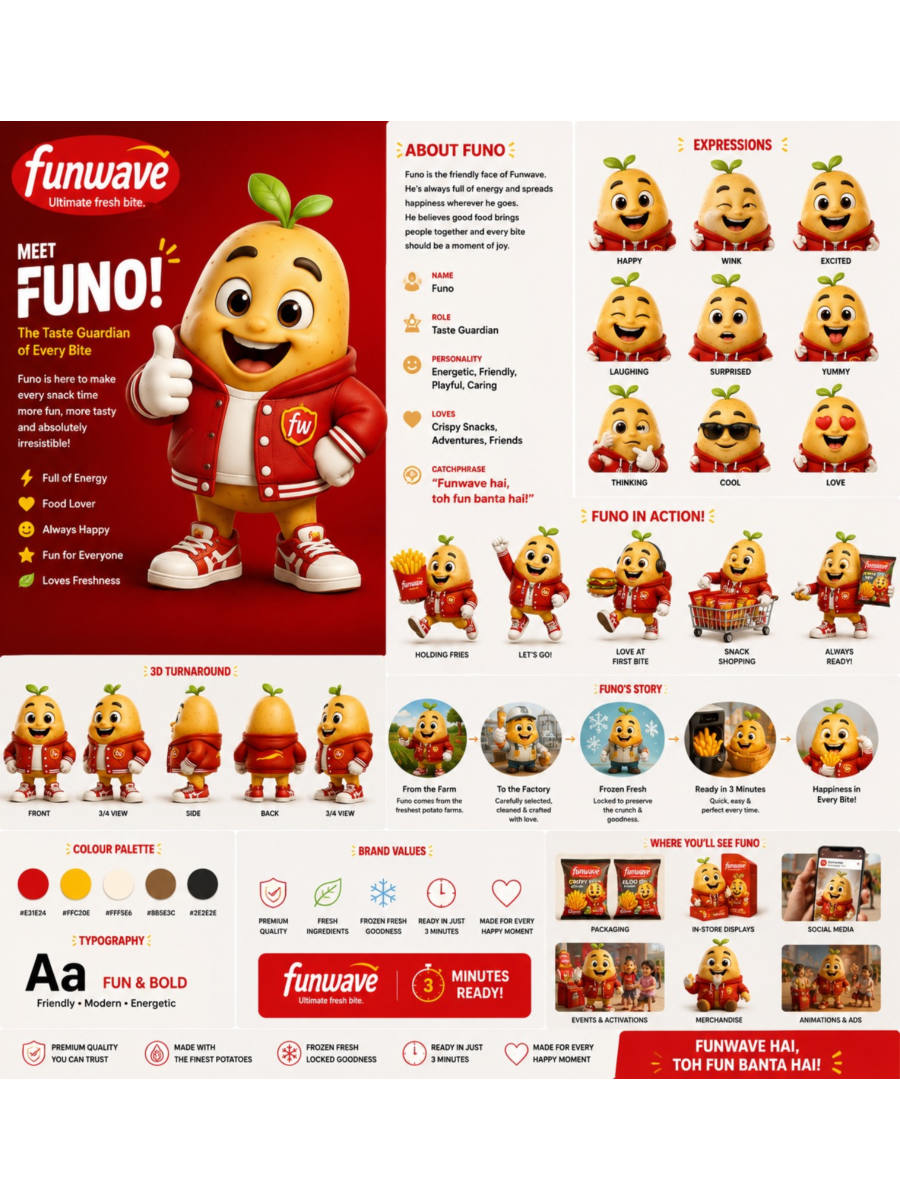 funwave
Ultimate fresh bite.
MEET
FUNO!
The Taste Guardian
of Every Bite
Funo is here to make
every snack time
more fun, more tasty
and absolutely
irresistible!
Full of Energy
Food Lover
Always Happy
Fun for Everyone
Loves Freshness
fw
ABOUT FUNO
Funo is the friendly face of Funwave.
He's always full of energy and spreads
happiness wherever he goes.
He believes good food brings
people together and every bite
should be a moment of joy.
NAME
Funo
ROLE
Taste Guardian
PERSONALITY
Energetic, Friendly,
Playful, Caring
LOVES
Crispy Snacks,
Adventures, Friends
CATCHPHRASE
"Funwave hai,
toh fun banta hai!"
EXPRESSIONS
HAPPY
WINK
EXCITED
LAUGHING
SURPRISED
YUMMY
THINKING
COOL
LOVE
FUNO IN ACTION!
funwave
funwave
HOLDING FRIES
LET'S GO!
LOVE AT
FIRST BITE
SNACK
SHOPPING
ALWAYS
READY!
3D TURNAROUND
FRONT
3/4 VIEW
SIDE
BACK
3/4 VIEW
FUNO'S STORY
From the Farm
Funo comes from the
freshest potato farms.
To the Factory
Carefully selected,
cleaned & crafted
with love.
Frozen Fresh
Locked to preserve
the crunch &
goodness.
Ready in 3 Minutes
Quick, easy &
perfect every time.
Happiness in
Every Bite!
COLOUR PALETTE
#E31E24
#FFC20E
#FFF5E6
#8B5E3C
#2E2E2E
TYPOGRAPHY
Aa
FUN & BOLD
Friendly • Modern • Energetic
BRAND VALUES
PREMIUM
QUALITY
FRESH
INGREDIENTS
FROZEN FRESH
GOODNESS
READY IN JUST
3 MINUTES
MADE FOR EVERY
HAPPY MOMENT
funwave
Ultimate fresh bite.
3
MINUTES
READY!
WHERE YOU'LL SEE FUNO
funwave
funwave
funwave
PACKAGING
IN-STORE DISPLAYS
SOCIAL MEDIA
EVENTS & ACTIVATIONS
MERCHANDISE
ANIMATIONS & ADS
PREMIUM QUALITY
YOU CAN TRUST
MADE WITH
THE FINEST POTATOES
FROZEN FRESH
LOCKED GOODNESS
READY IN JUST
3 MINUTES
MADE FOR EVERY
HAPPY MOMENT
FUNWAVE HAI,
TOH FUN BANTA HAI!